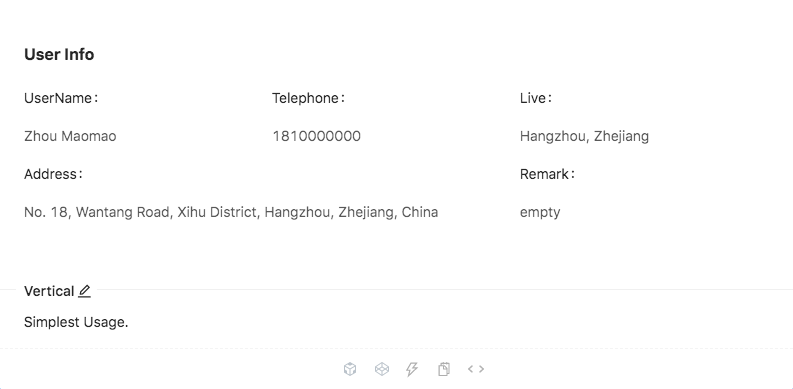 User Info
UserName:
Telephone:
Live:
Zhou Maomao
1810000000
Hangzhou, Zhejiang
Address:
Remark:
No. 18, Wantang Road, Xihu District, Hangzhou, Zhejiang, China
empty
Vertical
Simplest Usage.